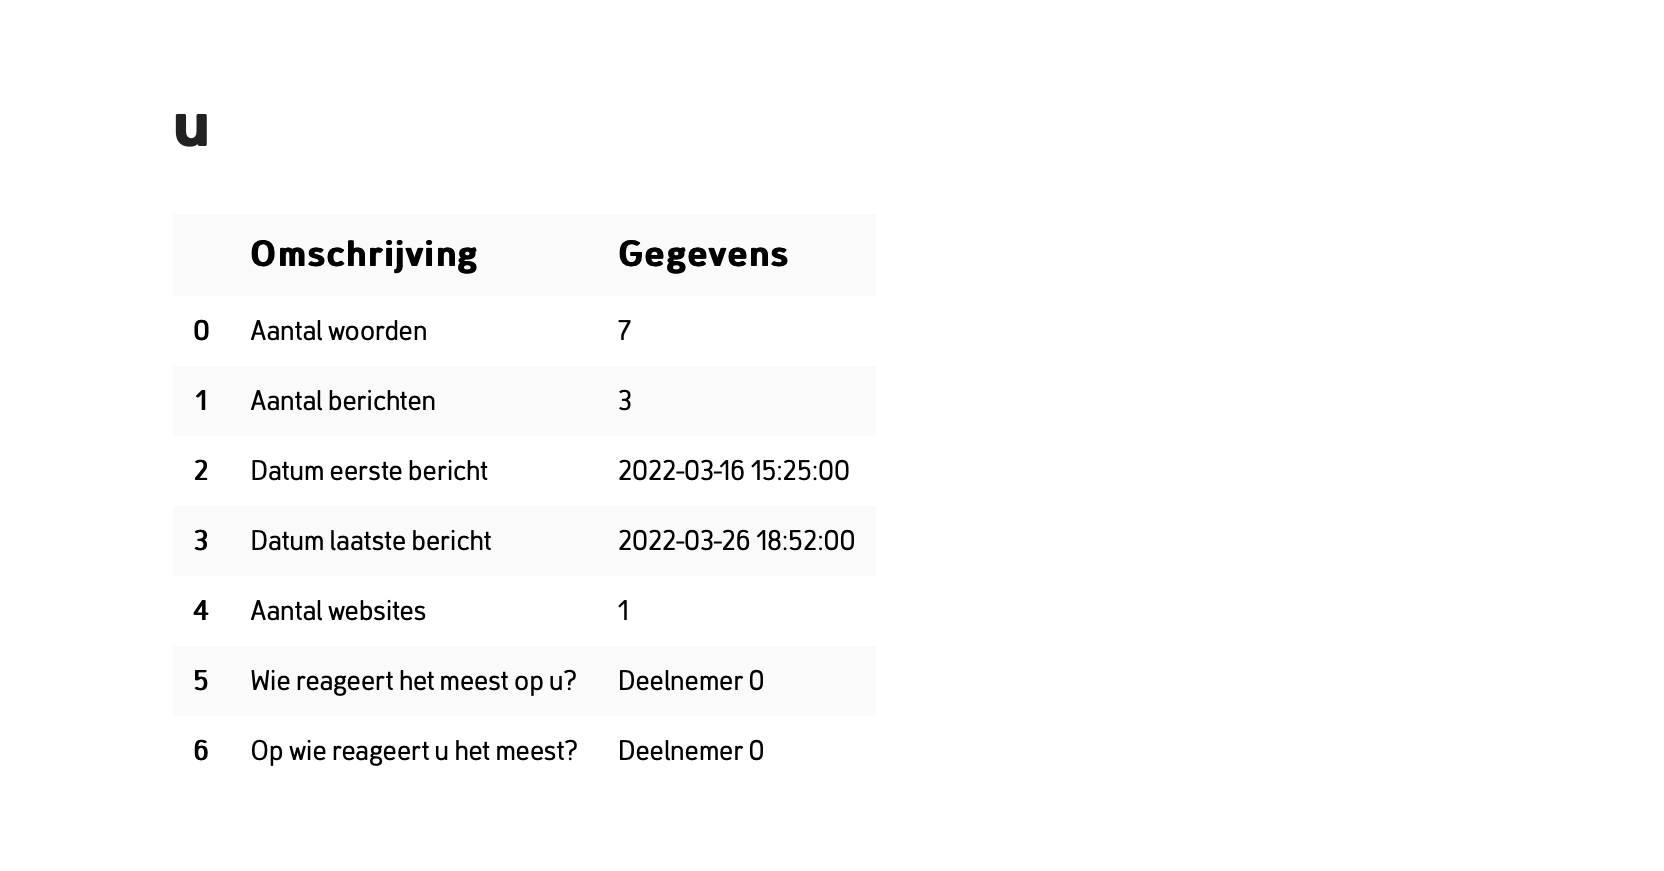 u
Omschrijving Gegevens
0 Aantal woorden 7
1 Aantal berichten 3
2 Datum eerste bericht 2022-03-16 15:25:00
3 Datum laatste bericht 2022-03-26 18:52:00
4 Aantal websites 1
5 Wie reageert het meest op u? Deelnemer 0
6 Op wie reageert u het meest? Deelnemer 0